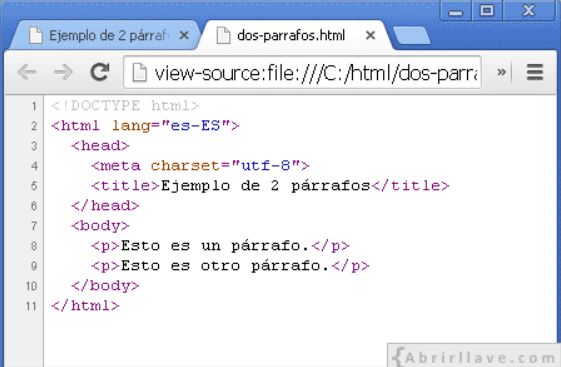 Ejemplo de 2 párraf
dos-parrafos.html
view-source:file:///C:/html/dos-parra
»
1 <!DOCTYPE html>
2 <html lang="es-ES">
3 <head>
4 <meta charset="utf-8">
5 <title>Ejemplo de 2 párrafos</title>
6 </head>
7 <body>
8 <p>Esto es un párrafo.</p>
9 <p>Esto es otro párrafo.</p>
10 </body>
11 </html>
{Abrirllave.com